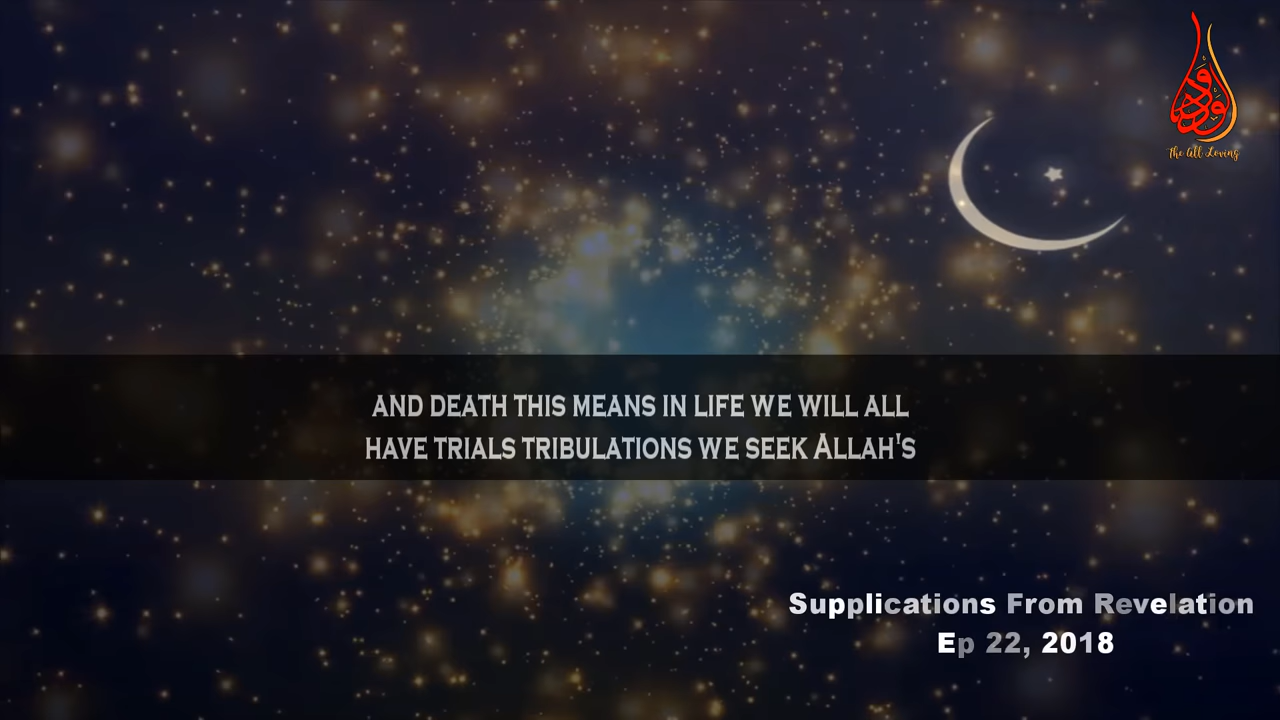 الودود
The All Loving
AND DEATH THIS MEANS IN LIFE WE WILL ALL
HAVE TRIALS TRIBULATIONS WE SEEK ALLAH'S
Supplications From Revelation
Ep 22, 2018